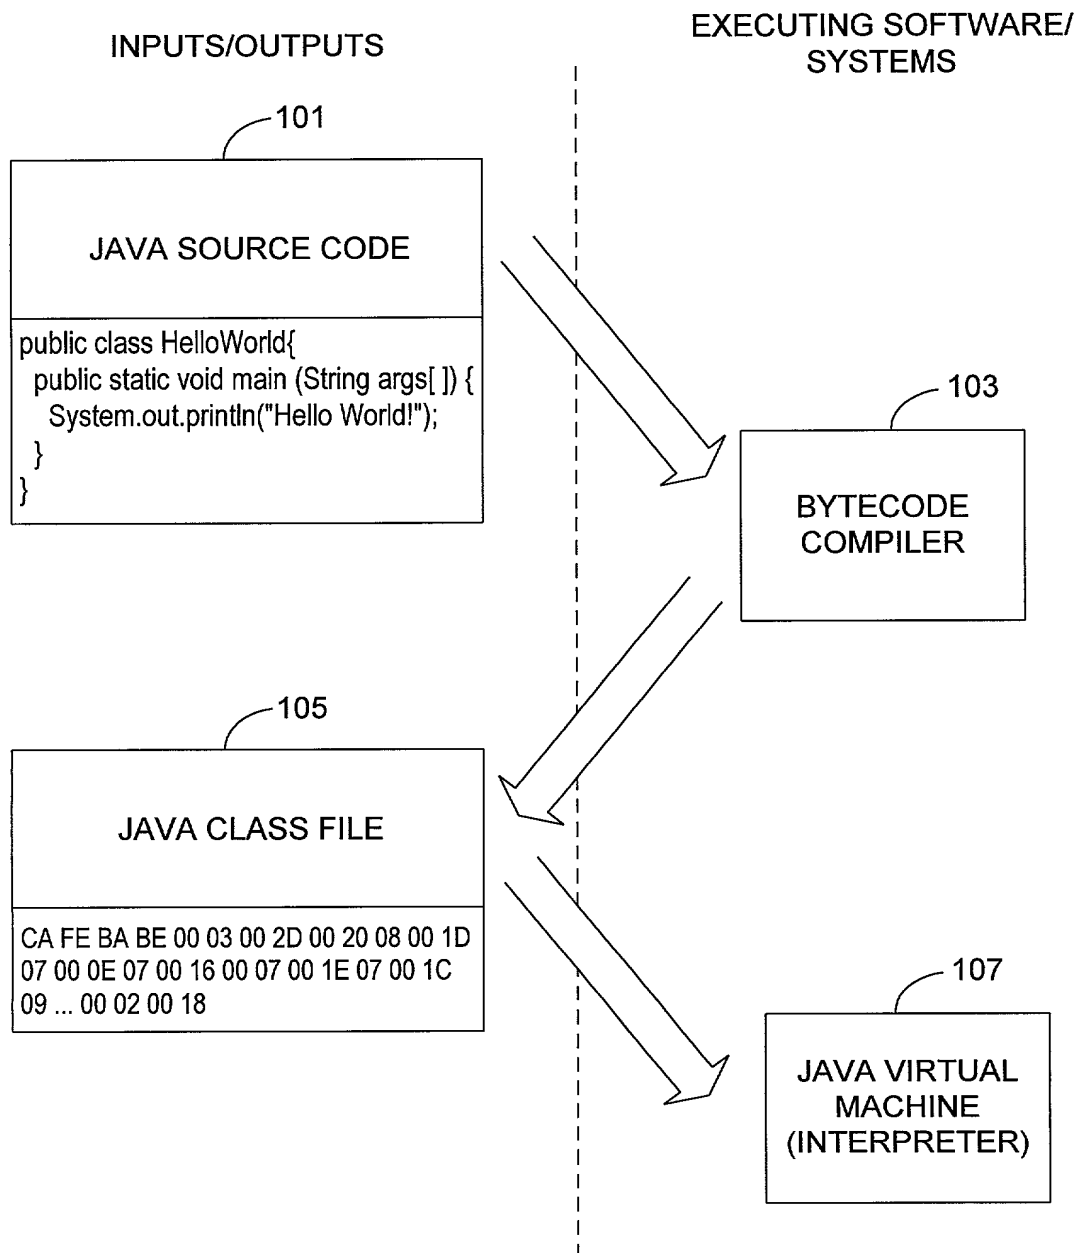 INPUTS/OUTPUTS
EXECUTING SOFTWARE/
SYSTEMS
101
JAVA SOURCE CODE
public class HelloWorld{
public static void main (String args[ ]) {
System.out.println("Hello World!");
}
}
103
BYTECODE
COMPILER
105
JAVA CLASS FILE
CA FE BA BE 00 03 00 2D 00 20 08 00 1D
07 00 0E 07 00 16 00 07 00 1E 07 00 1C
09 ... 00 02 00 18
107
JAVA VIRTUAL
MACHINE
(INTERPRETER)